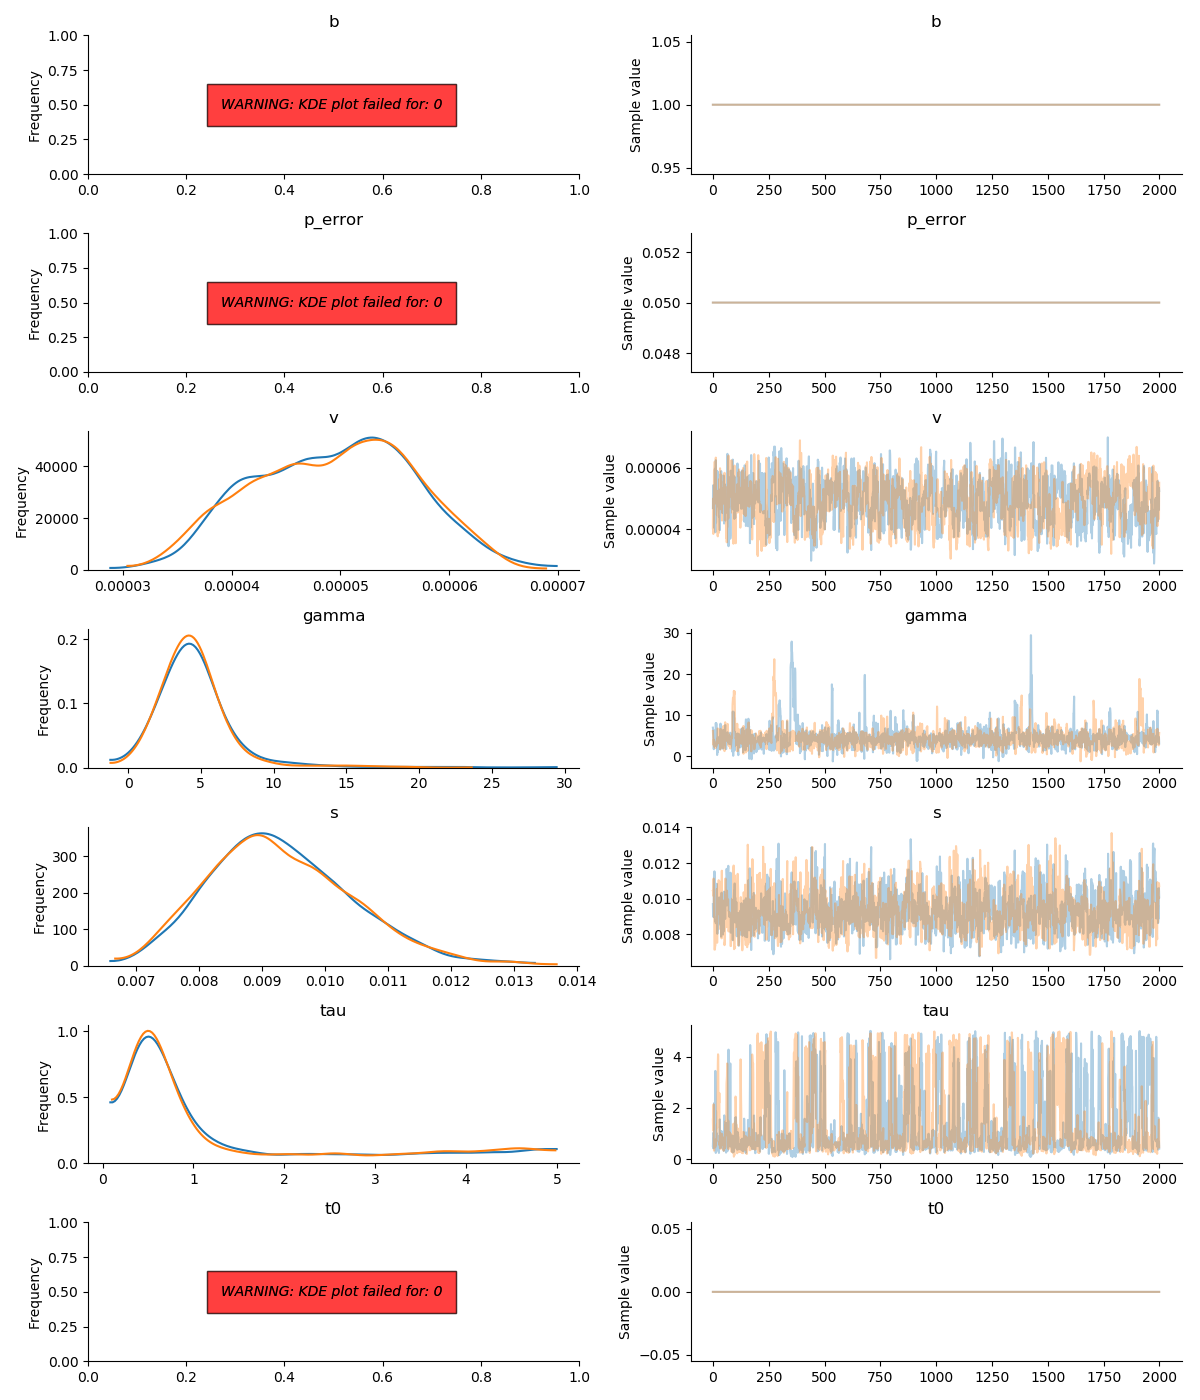 b
Frequency
1.00
0.75
0.50
0.25
0.00
WARNING: KDE plot failed for: 0
0.0 0.2 0.4 0.6 0.8 1.0
b
Sample value
1.05
1.00
0.95
0 250 500 750 1000 1250 1500 1750 2000
p_error
Frequency
1.00
0.75
0.50
0.25
0.00
WARNING: KDE plot failed for: 0
0.0 0.2 0.4 0.6 0.8 1.0
p_error
Sample value
0.052
0.050
0.048
0 250 500 750 1000 1250 1500 1750 2000
v
Frequency
40000
20000
0
0.00003 0.00004 0.00005 0.00006 0.00007
v
Sample value
0.00006
0.00004
0 250 500 750 1000 1250 1500 1750 2000
gamma
Frequency
0.2
0.1
0.0
0 5 10 15 20 25 30
gamma
Sample value
30
20
10
0
0 250 500 750 1000 1250 1500 1750 2000
s
Frequency
300
200
100
0
0.007 0.008 0.009 0.010 0.011 0.012 0.013 0.014
s
Sample value
0.014
0.012
0.010
0.008
0 250 500 750 1000 1250 1500 1750 2000
tau
Frequency
1.0
0.5
0.0
0 1 2 3 4 5
tau
Sample value
4
2
0
0 250 500 750 1000 1250 1500 1750 2000
t0
Frequency
1.00
0.75
0.50
0.25
0.00
WARNING: KDE plot failed for: 0
0.0 0.2 0.4 0.6 0.8 1.0
t0
Sample value
0.05
0.00
−0.05
0 250 500 750 1000 1250 1500 1750 2000